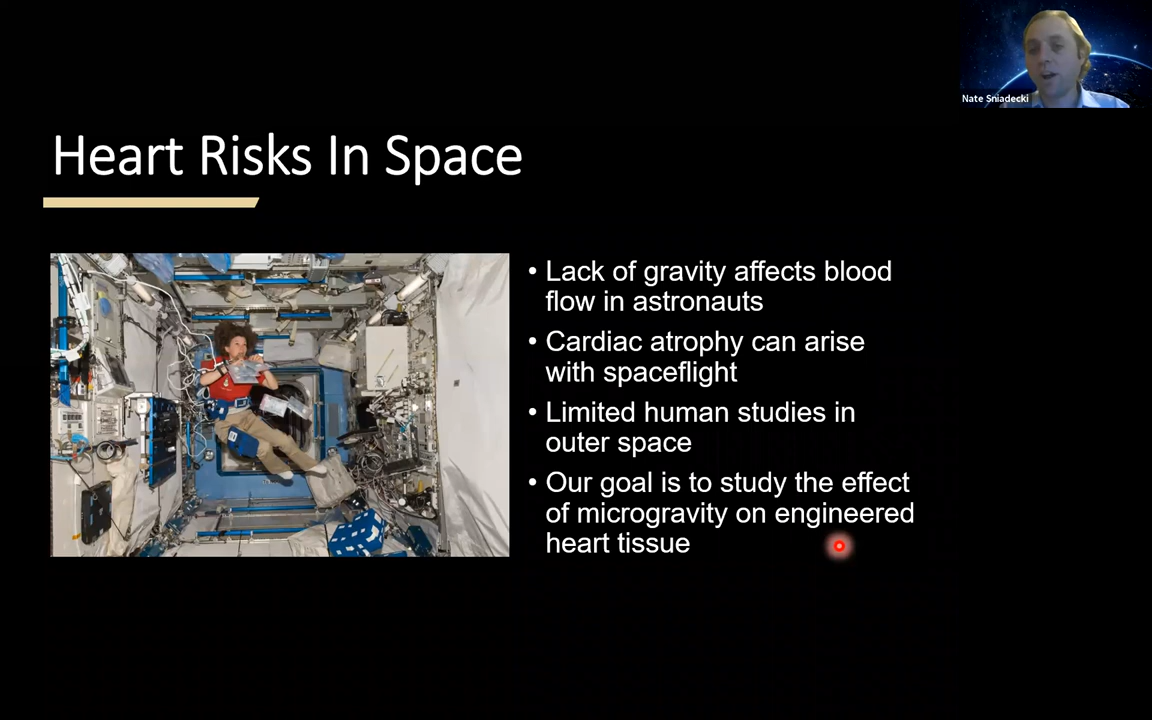 Nate Sniadecki
Heart Risks In Space
• Lack of gravity affects blood
flow in astronauts
• Cardiac atrophy can arise
with spaceflight
• Limited human studies in
outer space
• Our goal is to study the effect
of microgravity on engineered
heart tissue